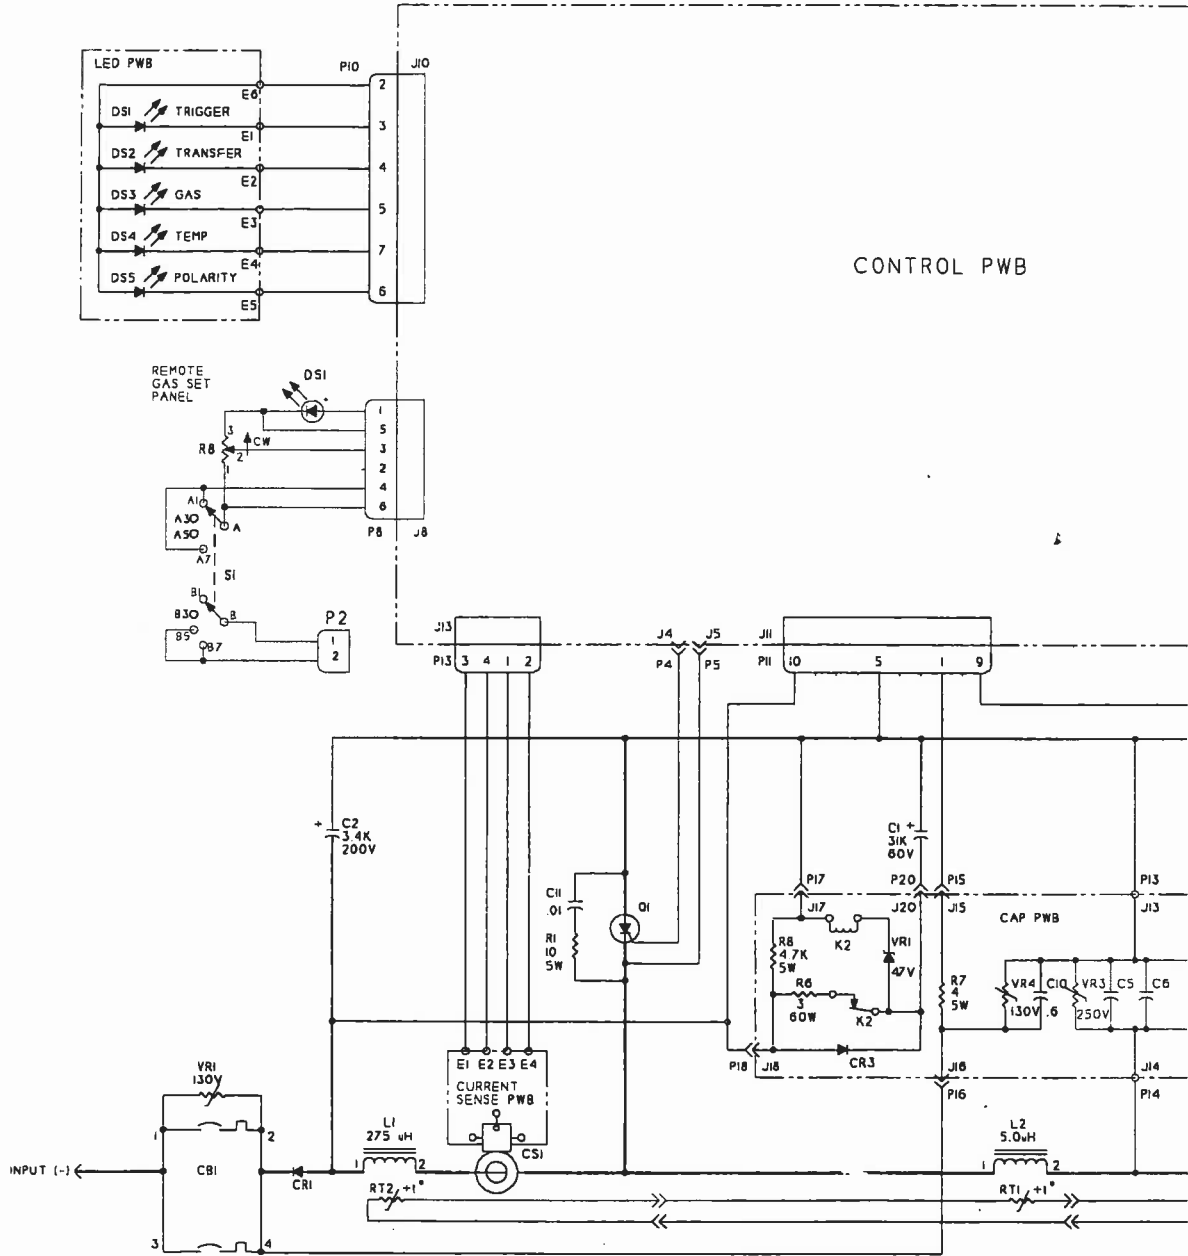 LED PWB
P10 J10
E6 2
DS1 TRIGGER E1 3
DS2 TRANSFER E2 4
DS3 GAS E3 5
DS4 TEMP E4 7
DS5 POLARITY E5 6
CONTROL PWB
REMOTE
GAS SET
PANEL
DS1
1
5
3 CW
R8 2 3
1 2
4
A1 6
A3 A
A5 P8 J8
A7
S1
B1
B3 B P2
B5 1
B7 2
J13 J4 J5 J11
P13 3 4 1 2 P4 P5 P11 10 5 1 9
+ C2
3.4K
200V
C1 +
31K
60V
P17 P20 P15 P13
J17 J20 J15 CAP PWB J13
C11
.01
Q1
R1
10
5W
R8
4.7K
5W
K2
VR1
47V
R6
3
60W
K2
R7
4
5W
VR4 C10 VR3 C5 C6
130V .6 250V
P18 J18 CR3 J16 J14
P16 P14
E1 E2 E3 E4
CURRENT
SENSE PWB
CS1
VR1
130V
1 2
L1
275 uH
1 2
L2
5.0uH
1 2
INPUT (-) CB1 CR1
RT2 +1° RT1 +1°
3 4